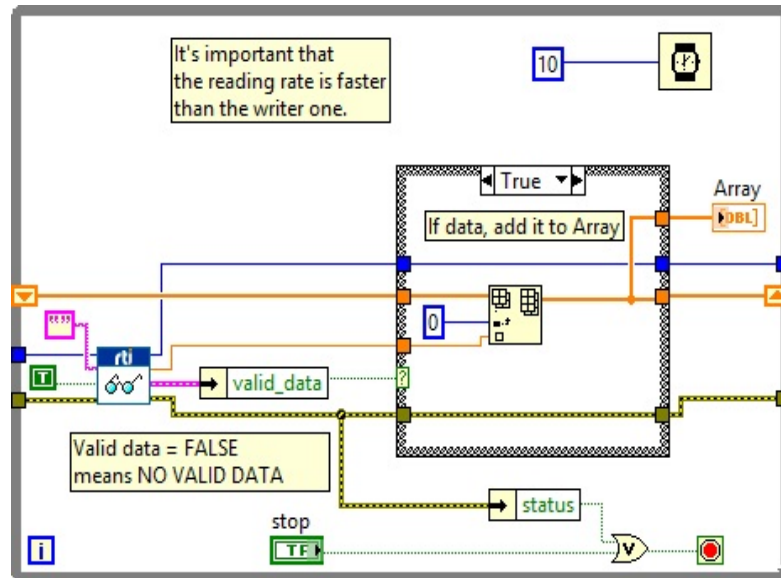 It's important that
the reading rate is faster
than the writer one.
10
True
Array
DBL]
If data, add it to Array
0
""
rti
T
valid_data
?
Valid data = FALSE
means NO VALID DATA
status
stop
TF
V
i